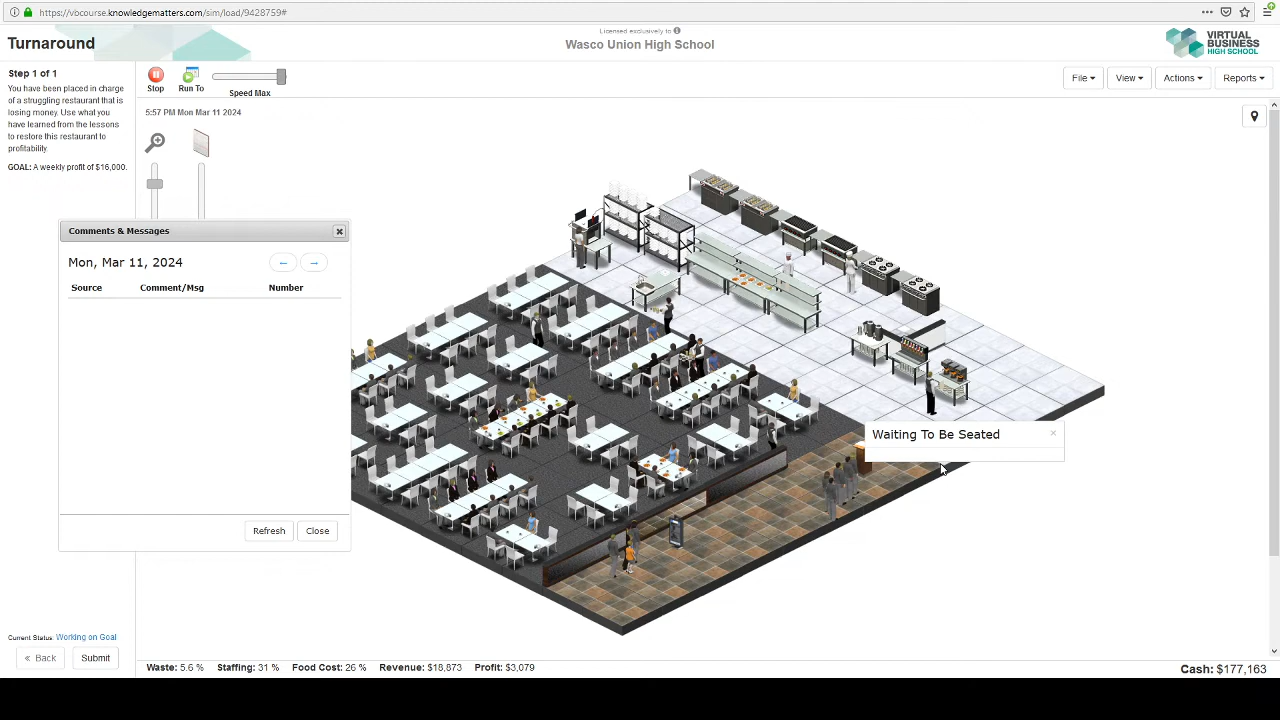 https://vbcourse.knowledgematters.com/sim/load/9428759#
Turnaround
Licensed exclusively to
Wasco Union High School
VIRTUAL
BUSINESS
HIGH SCHOOL
Step 1 of 1
You have been placed in charge
of a struggling restaurant that is
losing money. Use what you
have learned from the lessons
to restore this restaurant to
profitability.
GOAL: A weekly profit of $16,000.
Stop
Run To
Speed Max
File
View
Actions
Reports
5:57 PM Mon Mar 11 2024
Comments & Messages
Mon, Mar 11, 2024
Source Comment/Msg Number
Refresh
Close
Waiting To Be Seated
Current Status: Working on Goal
« Back
Submit
Waste: 5.6 % Staffing: 31 % Food Cost: 26 % Revenue: $18,873 Profit: $3,079
Cash: $177,163